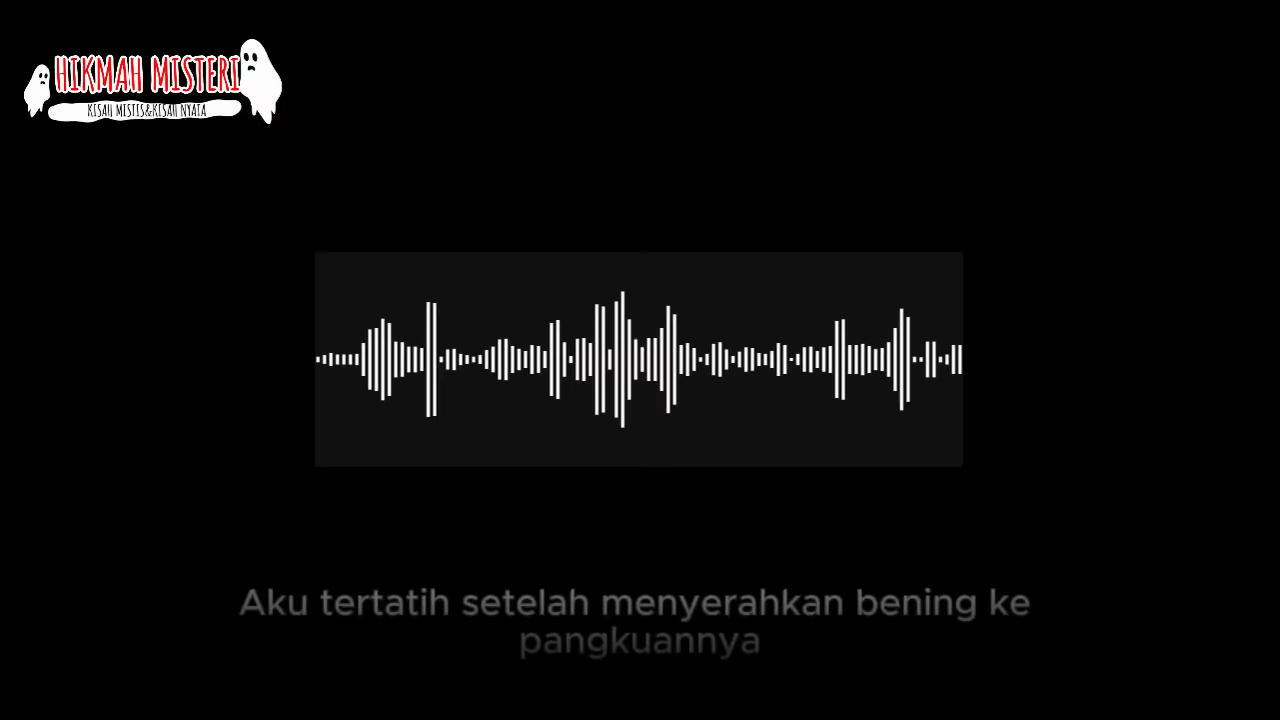 HIKMAH MISTERI
KISAH MISTIS&KISAH NYATA
Aku tertatih setelah menyerahkan bening ke
pangkuannya